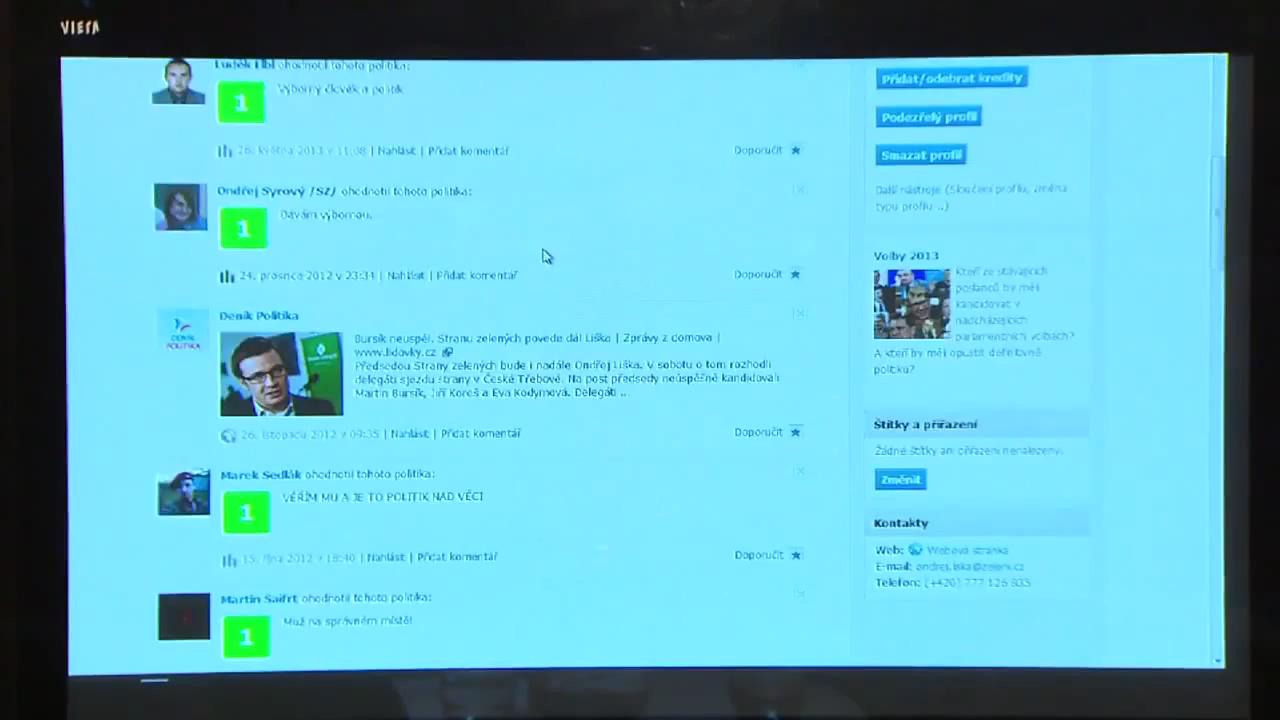 VIERA
Luděk Eibl ohodnotil tohoto politika:
1
Výborný člověk a politik
26. května 2013 v 11:08 | Nahlásit | Přidat komentář
Doporučit
Ondřej Syrový /SZ/ ohodnotil tohoto politika:
1
Dávám výbornou.
24. prosince 2012 v 23:34 | Nahlásit | Přidat komentář
Doporučit
Deník Politika
DENÍK
POLITIKA
Bursík neuspěl. Stranu zelených povede dál Liška | Zprávy z domova |
www.lidovky.cz
Předsedou Strany zelených bude i nadále Ondřej Liška. V sobotu o tom rozhodli
delegáti sjezdu strany v České Třebové. Na post předsedy neúspěšně kandidovali
Martin Bursík, Jiří Koreš a Eva Kodymová. Delegáti ...
26. listopadu 2012 v 09:35 | Nahlásit | Přidat komentář
Doporučit
Marek Sedlák ohodnotil tohoto politika:
1
VĚŘÍM MU A JE TO POLITIK NAD VĚCÍ
15. října 2012 v 18:40 | Nahlásit | Přidat komentář
Doporučit
Martin Saifrt ohodnotil tohoto politika:
1
Muž na správném místě!
Přidat/odebrat kredity
Podezřelý profil
Smazat profil
Další nástroje (Sloučení profilu, změna
typu profilu...)
Volby 2013
Kteří ze stávajících
poslanců by měli
kandidovat v
nadcházejících
parlamentních volbách?
A kteří by měli opustit definitivně
politiku?
Štítky a přiřazení
Žádné štítky ani přiřazení nenalezeny.
Změnit
Kontakty
Web: Webová stránka
E-mail: ondrej.liska@zeleni.cz
Telefon: (+420) 777 126 835